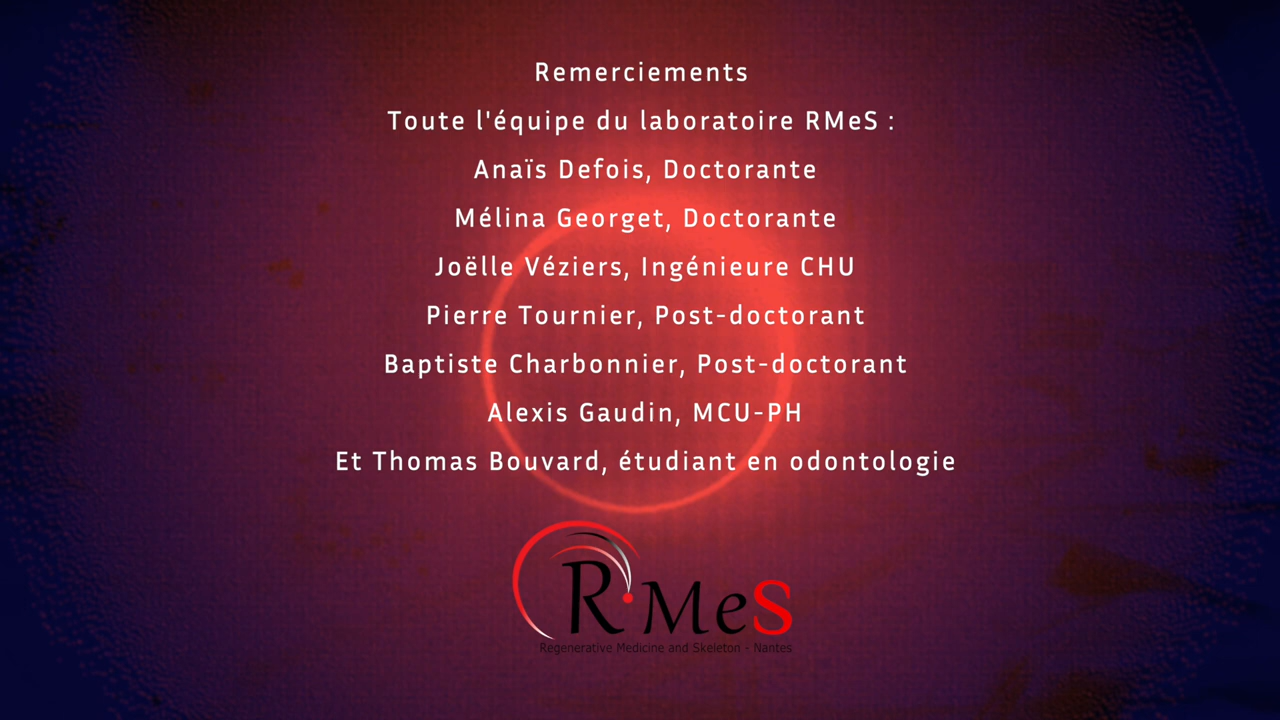 Remerciements
Toute l'équipe du laboratoire RMeS :
Anaïs Defois, Doctorante
Mélina Georget, Doctorante
Joëlle Véziers, Ingénieure CHU
Pierre Tournier, Post-doctorant
Baptiste Charbonnier, Post-doctorant
Alexis Gaudin, MCU-PH
Et Thomas Bouvard, étudiant en odontologie
RMeS
Regenerative Medicine and Skeleton - Nantes